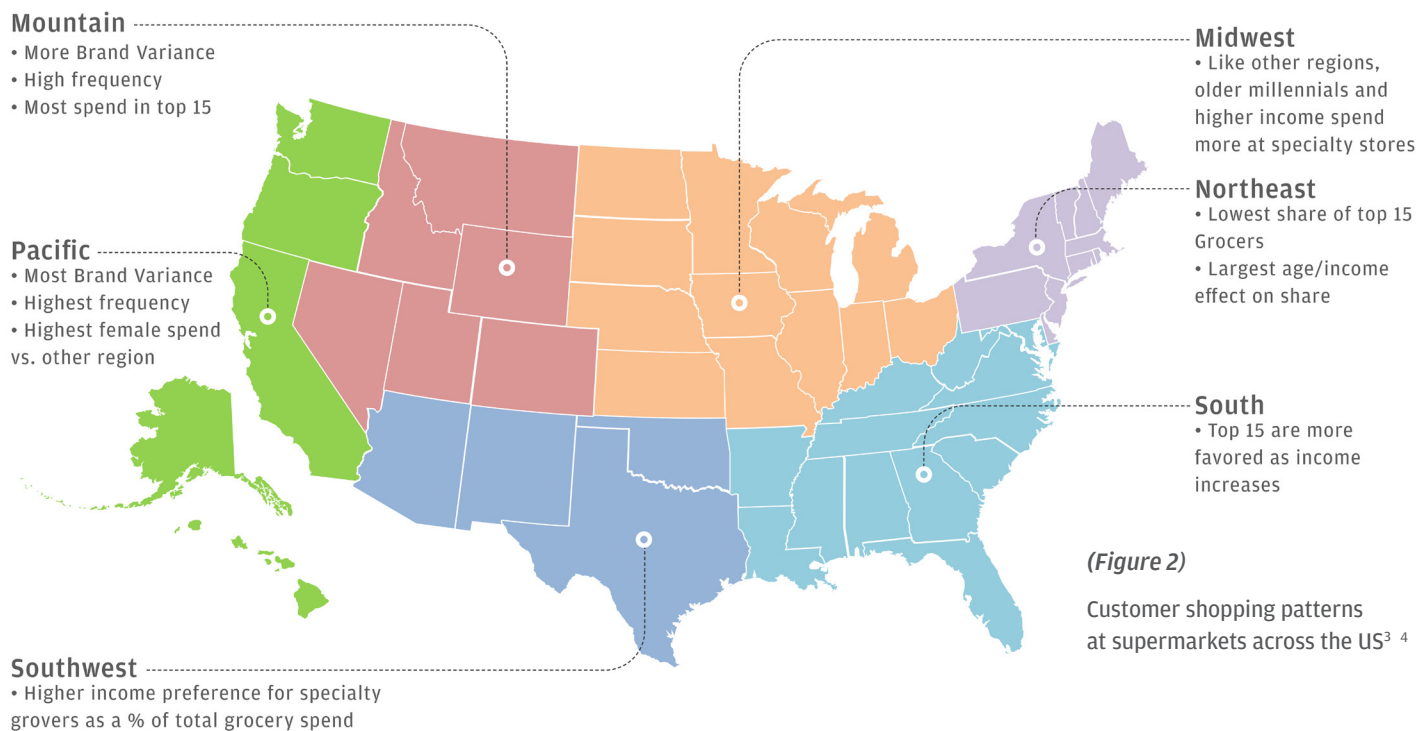 Mountain
• More Brand Variance
• High frequency
• Most spend in top 15
Pacific
• Most Brand Variance
• Highest frequency
• Highest female spend
vs. other region
Southwest
• Higher income preference for specialty
grovers as a % of total grocery spend
Midwest
• Like other regions,
older millennials and
higher income spend
more at specialty stores
Northeast
• Lowest share of top 15
Grocers
• Largest age/income
effect on share
South
• Top 15 are more
favored as income
increases
(Figure 2)
Customer shopping patterns
at supermarkets across the US³ ⁴